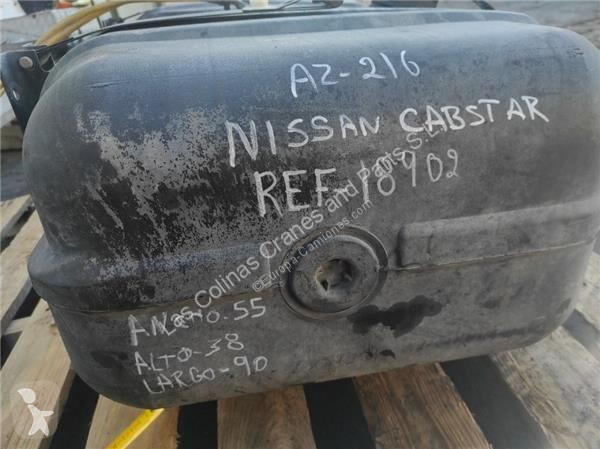 AZ-216
NISSAN CABSTAR
REF-18902
Las Colinas Cranes and Parts S.L.
©Europa-Camiones.com
ANCHO-55
ALTO-38
LARGO-90